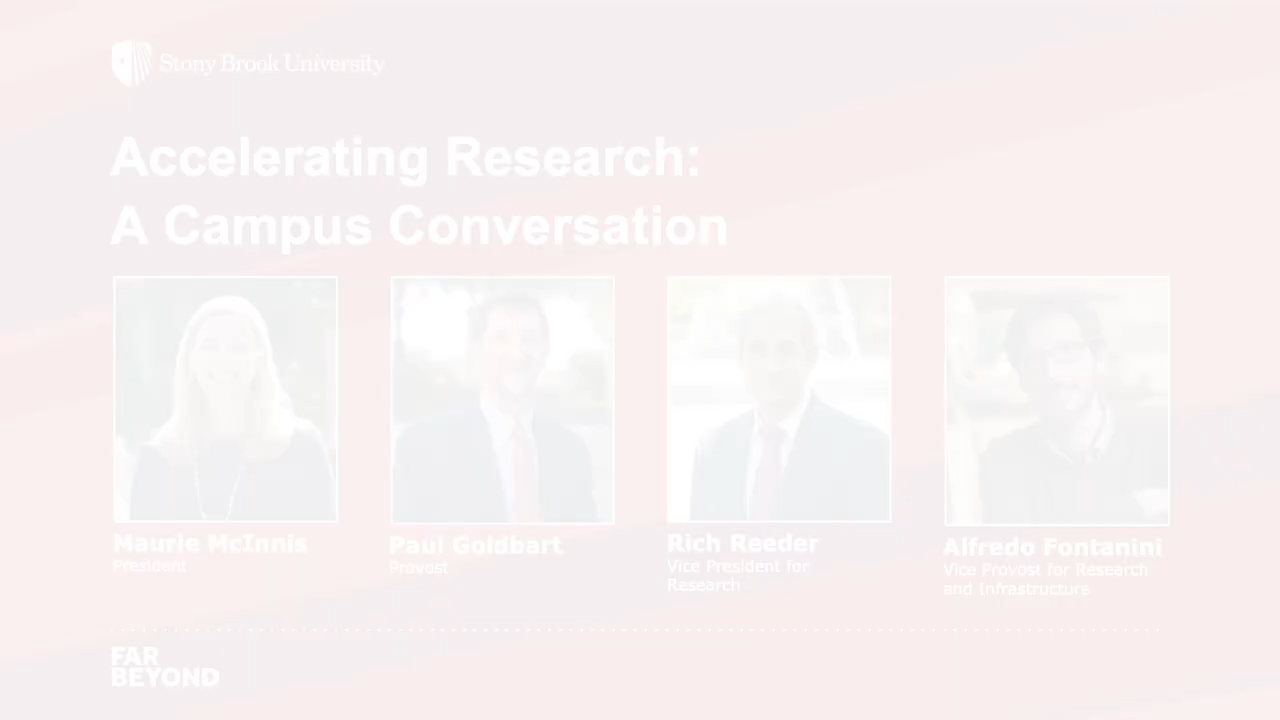 Stony Brook University
Accelerating Research:
A Campus Conversation
Maurie McInnis
President
Paul Goldbart
Provost
Rich Reeder
Vice President for
Research
Alfredo Fontanini
Vice Provost for Research
and Infrastructure
FAR
BEYOND